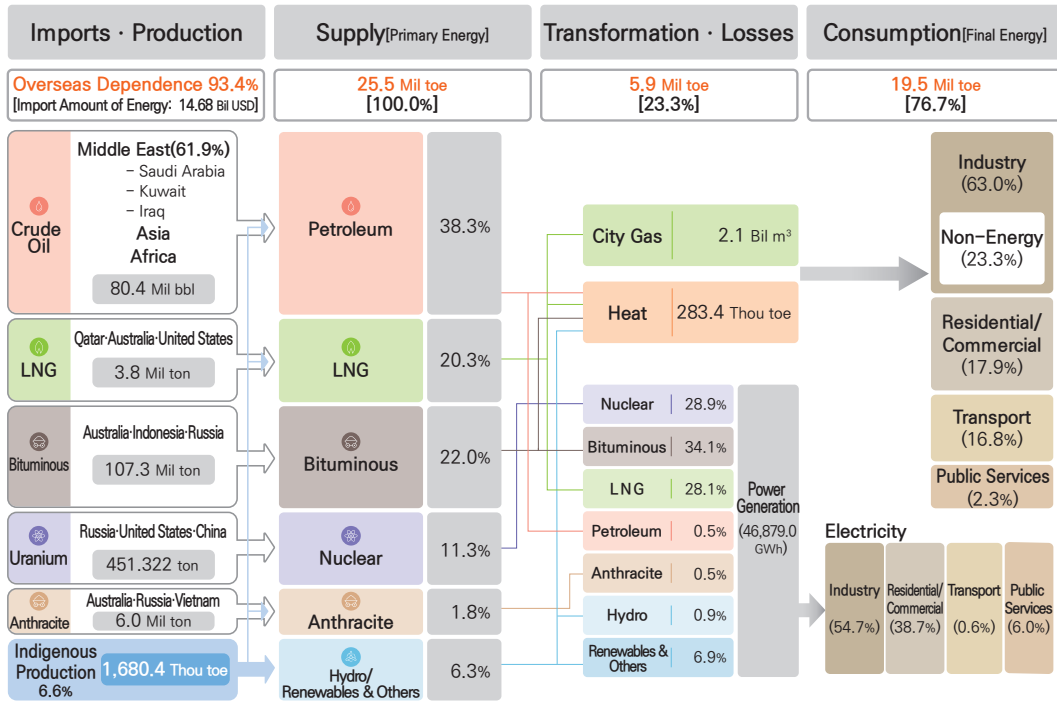 Imports · Production
Supply[Primary Energy]
Transformation · Losses
Consumption[Final Energy]
Overseas Dependence 93.4%
[Import Amount of Energy: 14.68 Bil USD]
25.5 Mil toe
[100.0%]
5.9 Mil toe
[23.3%]
19.5 Mil toe
[76.7%]
Crude
Oil
Middle East(61.9%)
- Saudi Arabia
- Kuwait
- Iraq
Asia
Africa
80.4 Mil bbl
LNG
Qatar·Australia·United States
3.8 Mil ton
Bituminous
Australia·Indonesia·Russia
107.3 Mil ton
Uranium
Russia·United States·China
451.322 ton
Anthracite
Australia·Russia·Vietnam
6.0 Mil ton
Indigenous
Production
6.6%
1,680.4 Thou toe
Petroleum
38.3%
LNG
20.3%
Bituminous
22.0%
Nuclear
11.3%
Anthracite
1.8%
Hydro/
Renewables & Others
6.3%
City Gas
2.1 Bil m³
Heat
283.4 Thou toe
Nuclear
28.9%
Bituminous
34.1%
LNG
28.1%
Petroleum
0.5%
Anthracite
0.5%
Hydro
0.9%
Renewables &
Others
6.9%
Power
Generation
(46,879.0
GWh)
Industry
(63.0%)
Non-Energy
(23.3%)
Residential/
Commercial
(17.9%)
Transport
(16.8%)
Public Services
(2.3%)
Electricity
Industry
(54.7%)
Residential/
Commercial
(38.7%)
Transport
(0.6%)
Public
Services
(6.0%)